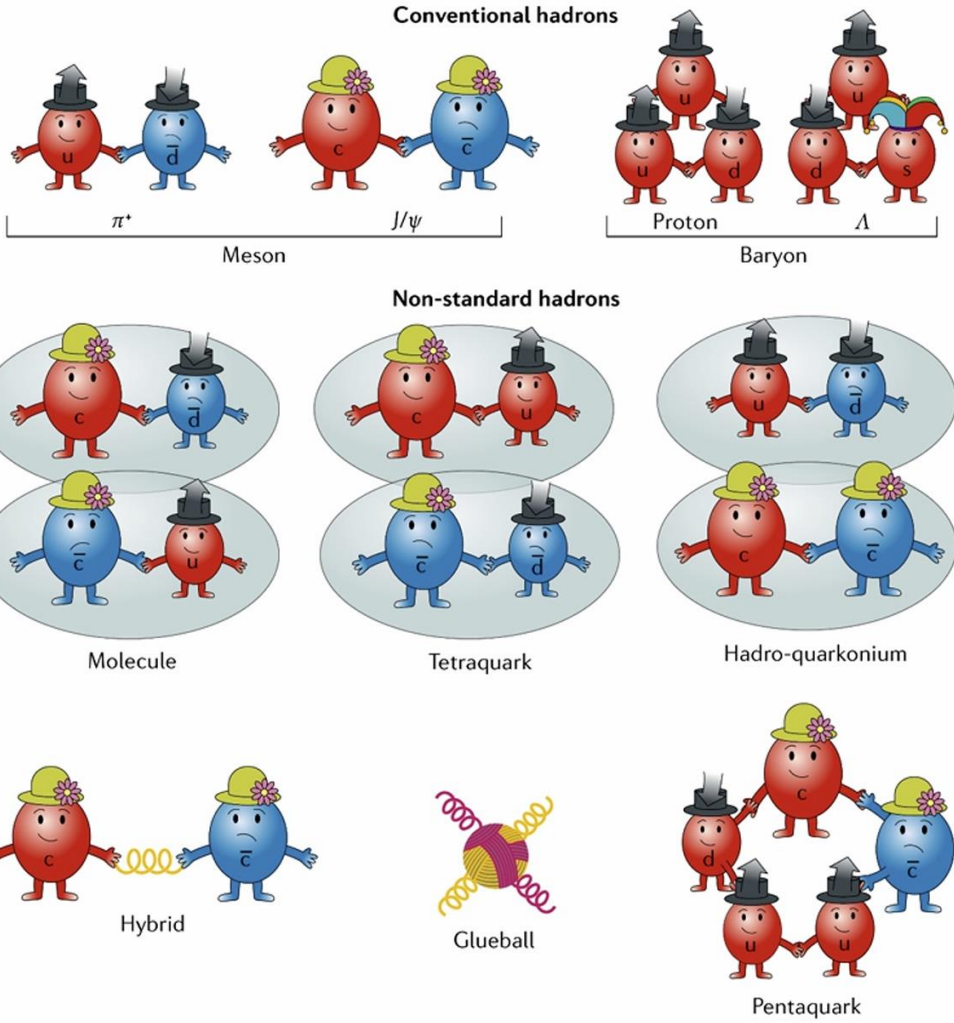 Conventional hadrons
u d̅ c c̅ u u d u d s
π⁺ J/ψ Proton Λ
Meson Baryon
Non-standard hadrons
c d̅ c u u d̅
c̅ u c̅ d̅ c c̅
Molecule Tetraquark Hadro-quarkonium
c c̅ c d c̅ u u
Hybrid Glueball
Pentaquark